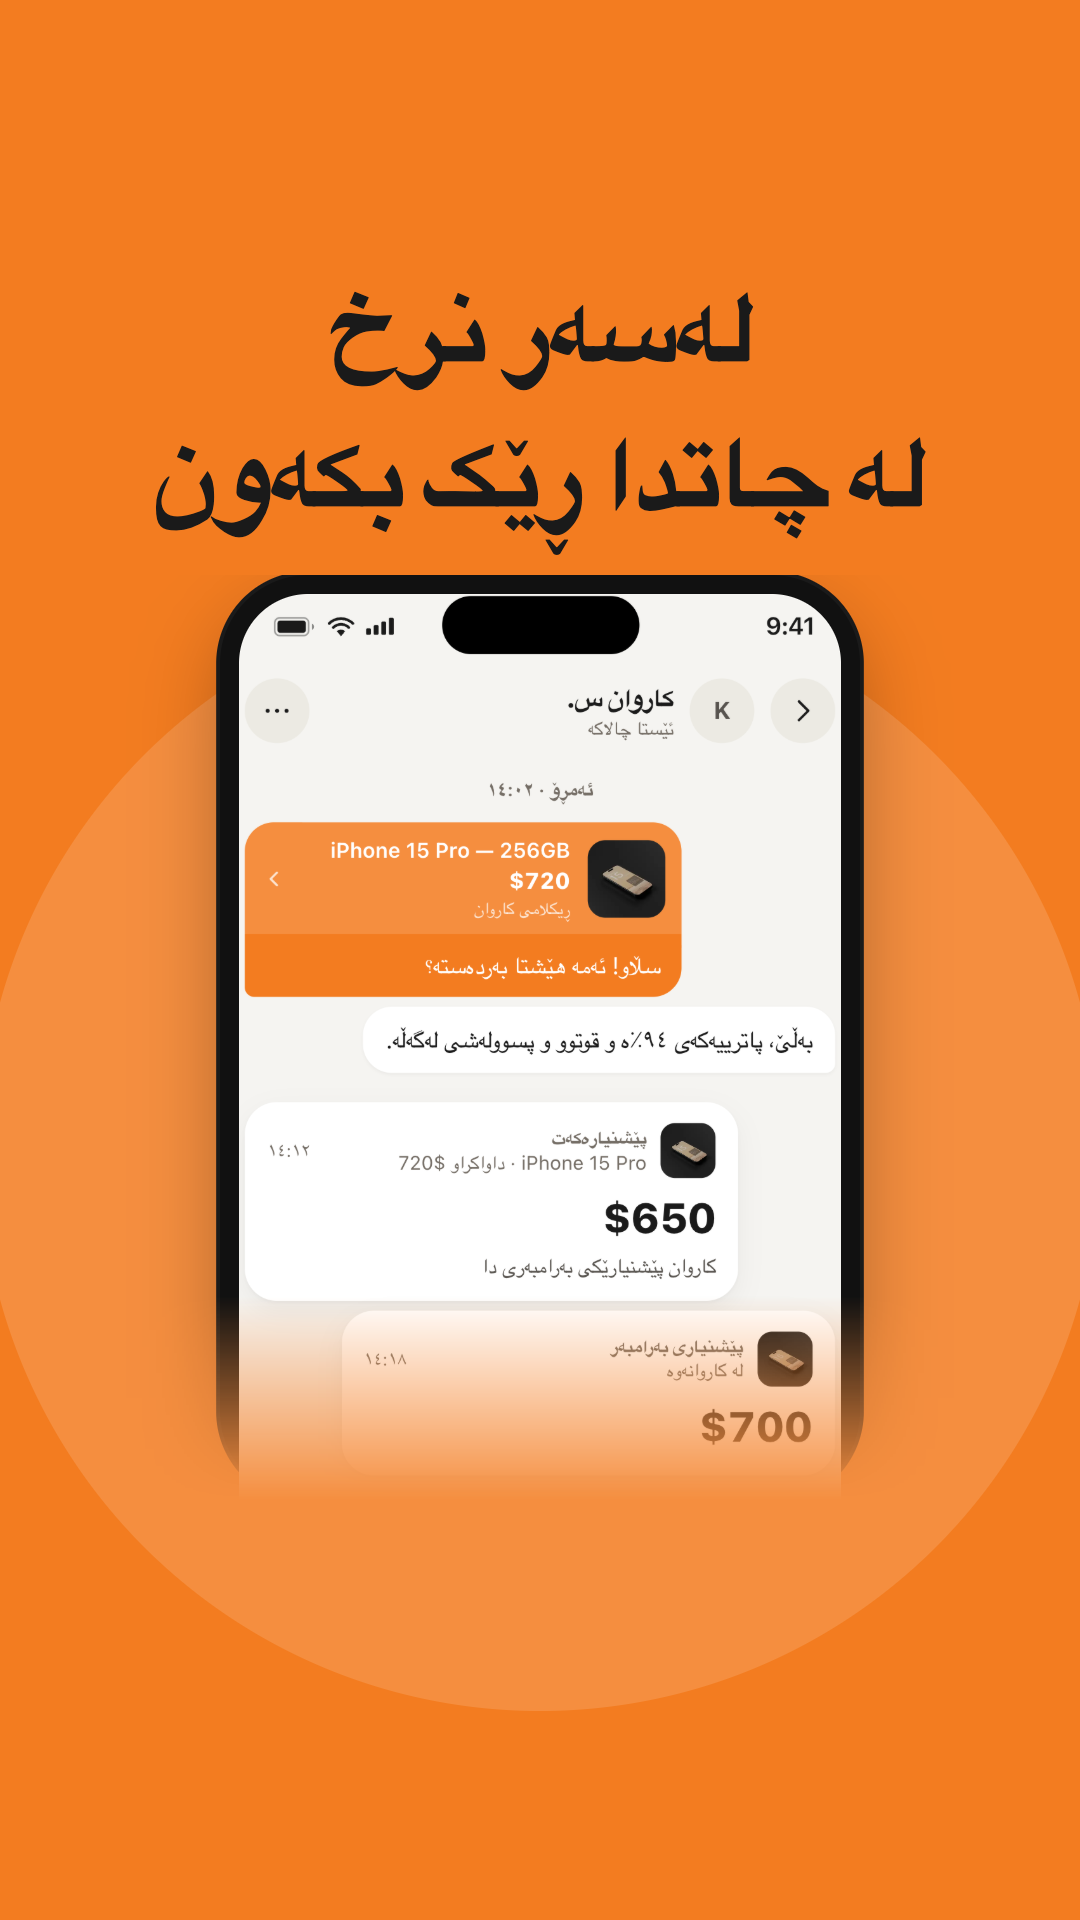 لەسەر نرخ
لە چاتدا ڕێک بکەون
9:41
K
کاروان س.
ئێستا چالاکە
ئەمڕۆ · ١٤:٠٢
iPhone 15 Pro — 256GB
$720
ڕیکلامی کاروان
سڵاو! ئەمە هێشتا بەردەستە؟
بەڵێ، پاترییەکەی ٩٤٪ە و قوتوو و پسوولەشی لەگەڵە.
پێشنیارەکەت
iPhone 15 Pro · داواکراو $720
١٤:١٢
$650
کاروان پێشنیارێکی بەرامبەری دا
پێشنیاری بەرامبەر
لە کاروانەوە
١٤:١٨
$700